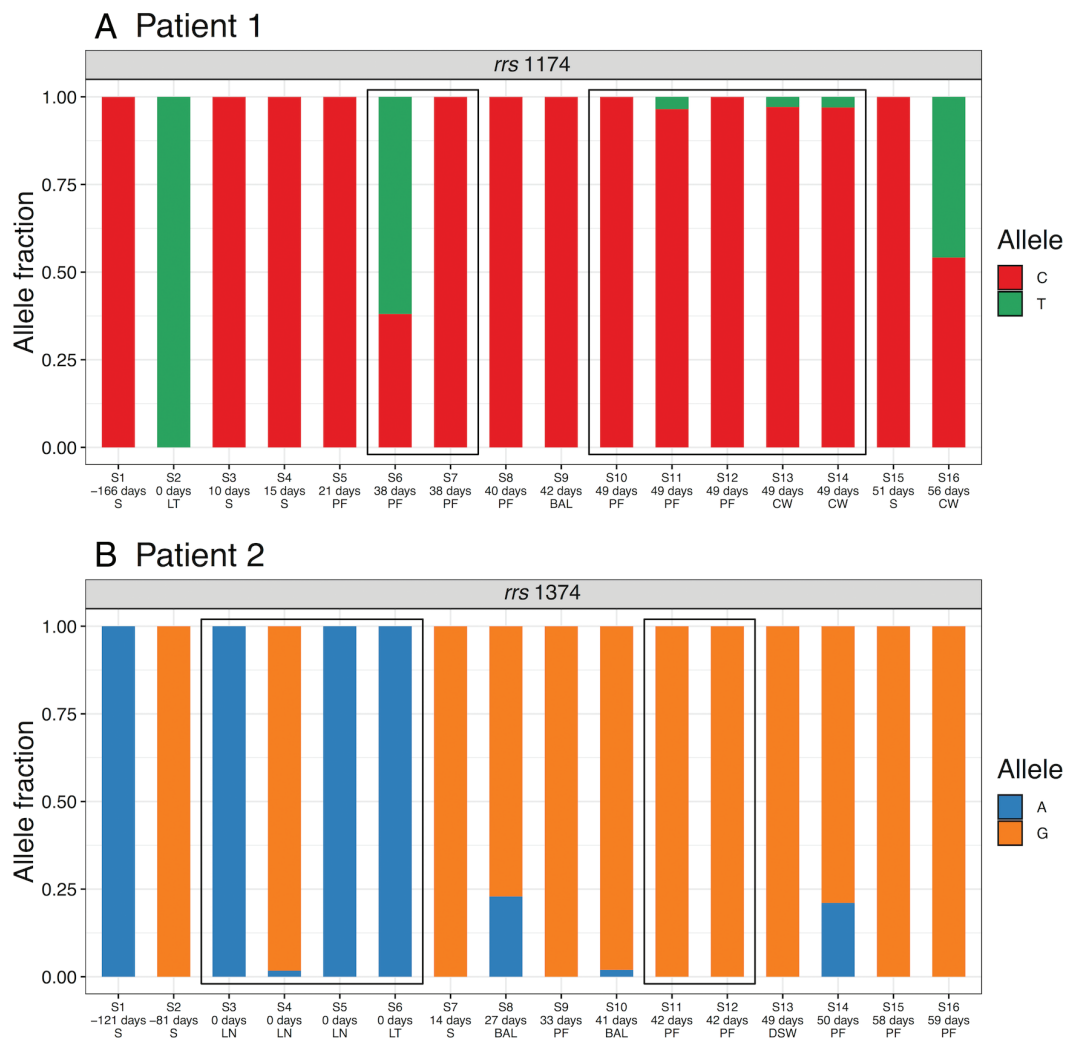 A Patient 1
rrs 1174
Allele fraction
1.00
0.75
0.50
0.25
0.00
S1 S2 S3 S4 S5 S6 S7 S8 S9 S10 S11 S12 S13 S14 S15 S16
−166 days 0 days 10 days 15 days 21 days 38 days 38 days 40 days 42 days 49 days 49 days 49 days 49 days 49 days 51 days 56 days
S LT S S PF PF PF PF BAL PF PF PF CW CW S CW
Allele
C
T
B Patient 2
rrs 1374
Allele fraction
1.00
0.75
0.50
0.25
0.00
S1 S2 S3 S4 S5 S6 S7 S8 S9 S10 S11 S12 S13 S14 S15 S16
−121 days −81 days 0 days 0 days 0 days 0 days 14 days 27 days 33 days 41 days 42 days 42 days 49 days 50 days 58 days 59 days
S S LN LN LN LT S BAL PF BAL PF PF DSW PF PF PF
Allele
A
G